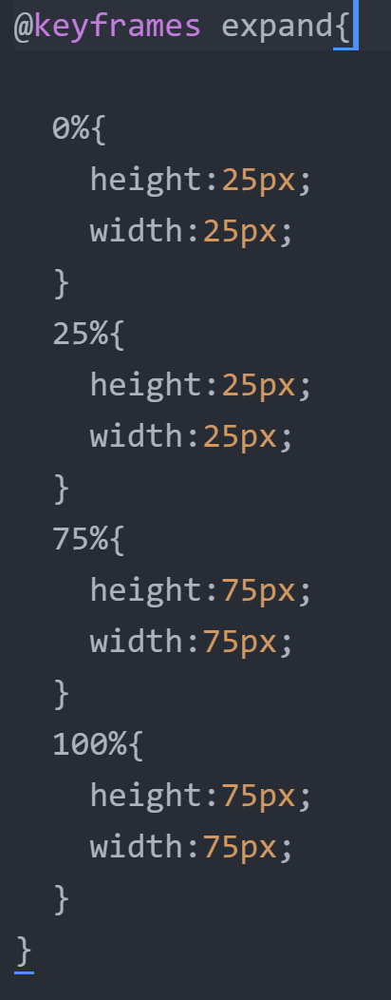 @keyframes expand{
0%{
height:25px;
width:25px;
}
25%{
height:25px;
width:25px;
}
75%{
height:75px;
width:75px;
}
100%{
height:75px;
width:75px;
}
}